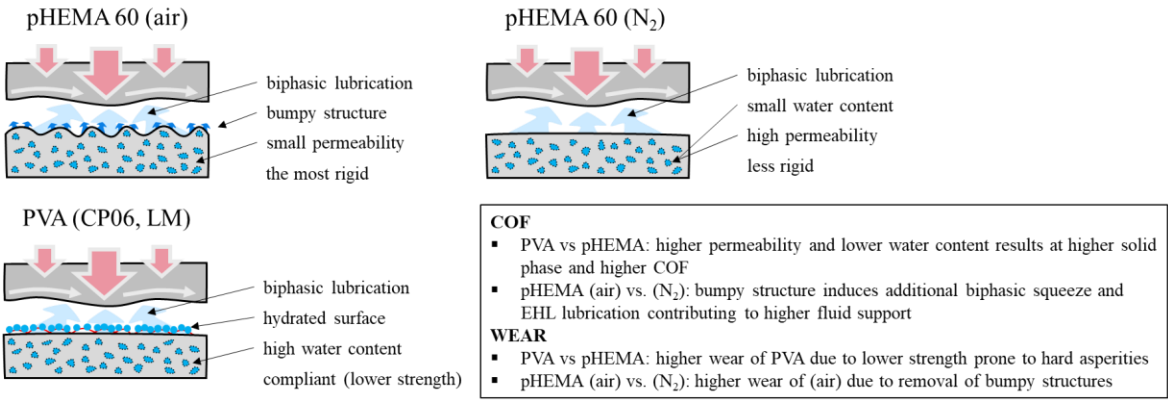 pHEMA 60 (air)
biphasic lubrication
bumpy structure
small permeability
the most rigid
pHEMA 60 (N₂)
biphasic lubrication
small water content
high permeability
less rigid
PVA (CP06, LM)
biphasic lubrication
hydrated surface
high water content
compliant (lower strength)
COF
▪ PVA vs pHEMA: higher permeability and lower water content results at higher solid
phase and higher COF
▪ pHEMA (air) vs. (N₂): bumpy structure induces additional biphasic squeeze and
EHL lubrication contributing to higher fluid support
WEAR
▪ PVA vs pHEMA: higher wear of PVA due to lower strength prone to hard asperities
▪ pHEMA (air) vs. (N₂): higher wear of (air) due to removal of bumpy structures